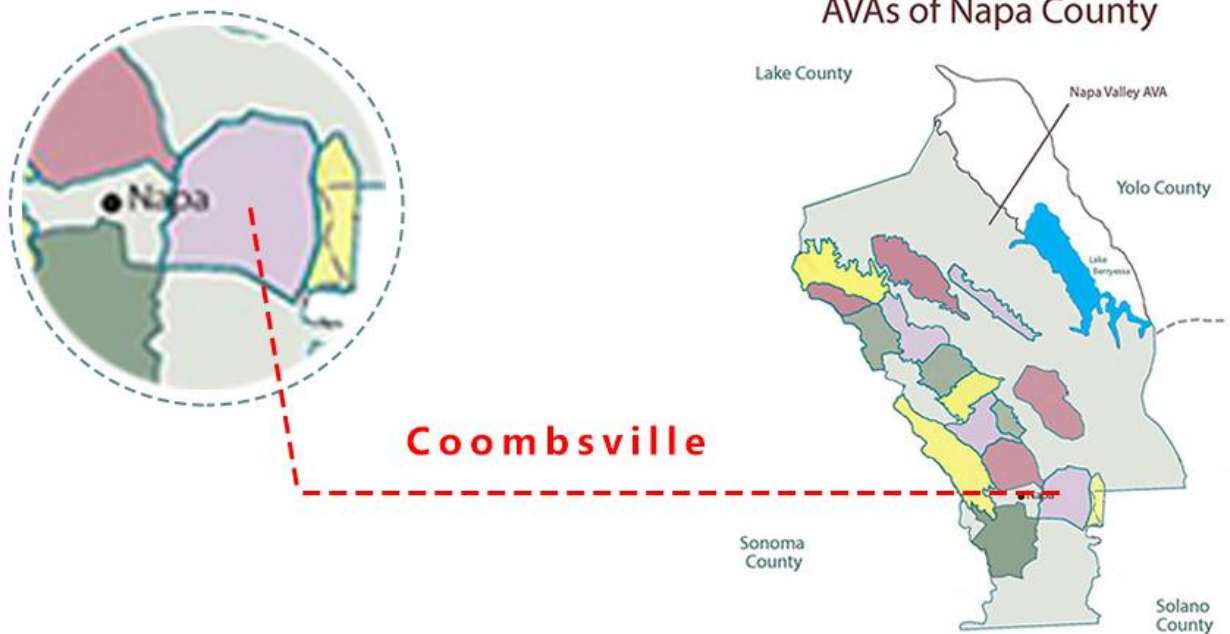 AVAs of Napa County
Lake County
Napa Valley AVA
Yolo County
Lake
Berryessa
Napa
Coombsville
Napa
Sonoma
County
Solano
County